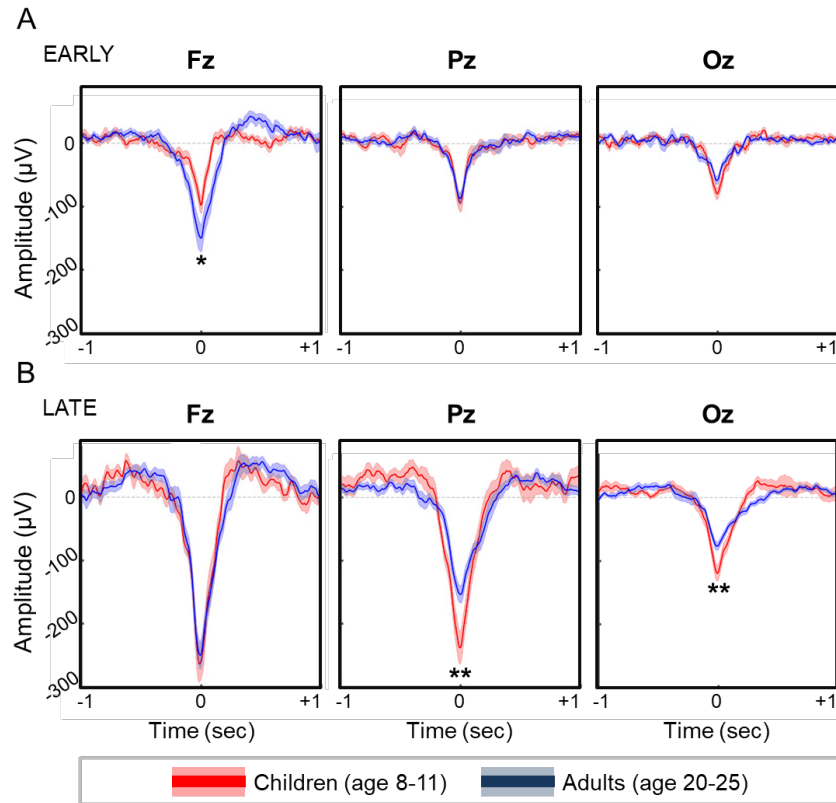 A
EARLY
Fz Pz Oz
Amplitude (µV)
0
-100
-200
-300
-1 0 +1 -1 0 +1 -1 0 +1
*
B
LATE
Fz Pz Oz
Amplitude (µV)
0
-100
-200
-300
** **
-1 0 +1 -1 0 +1 -1 0 +1
Time (sec) Time (sec) Time (sec)
Children (age 8-11) Adults (age 20-25)